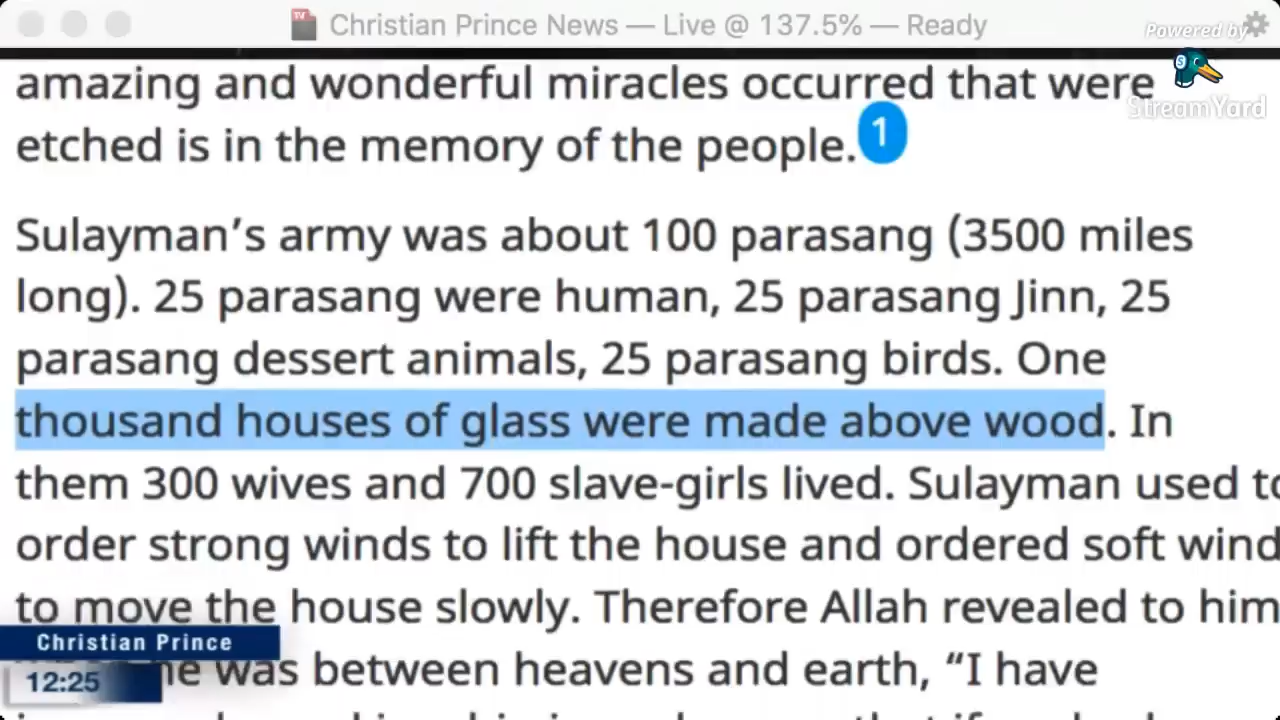 Christian Prince News — Live @ 137.5% — Ready
Powered by
StreamYard
amazing and wonderful miracles occurred that were
etched is in the memory of the people. 1
Sulayman’s army was about 100 parasang (3500 miles
long). 25 parasang were human, 25 parasang Jinn, 25
parasang dessert animals, 25 parasang birds. One
thousand houses of glass were made above wood. In
them 300 wives and 700 slave-girls lived. Sulayman used to
order strong winds to lift the house and ordered soft wind
to move the house slowly. Therefore Allah revealed to him
he was between heavens and earth, “I have
Christian Prince
12:25